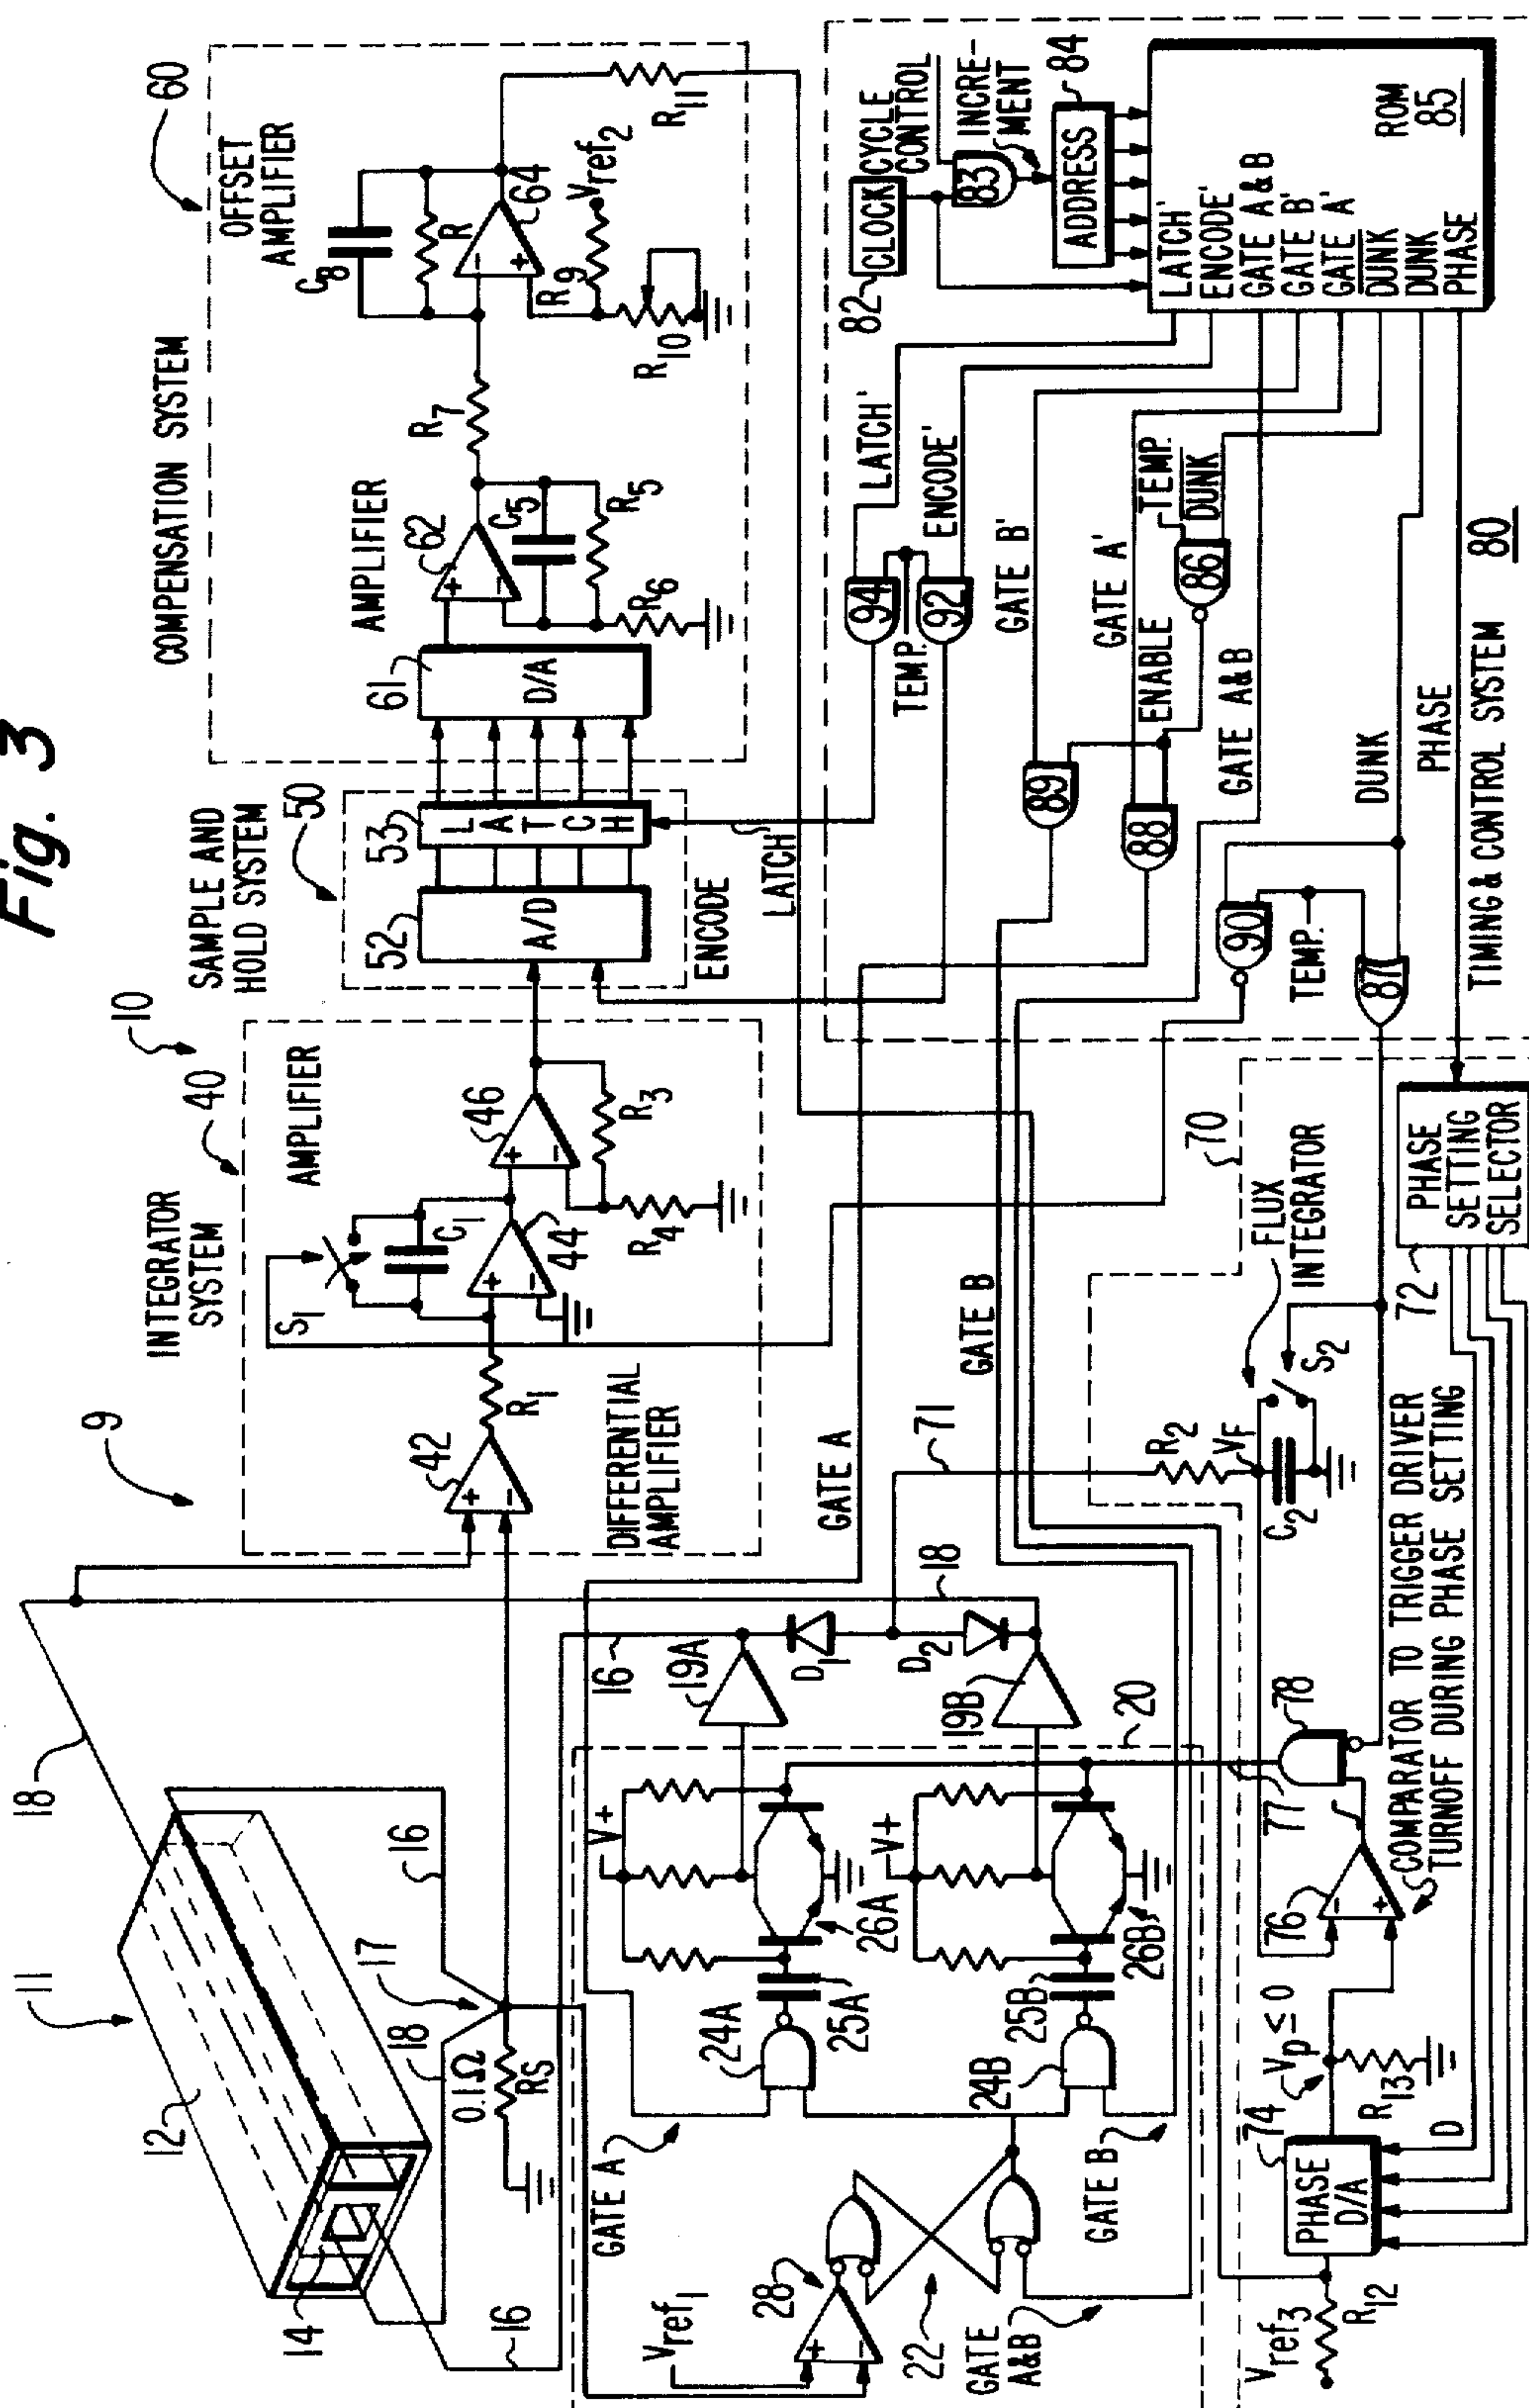 Fig. 3
9
10
11
12
14
16
18
17
18
16
0.1Ω
RS
INTEGRATOR
SYSTEM
40
DIFFERENTIAL
AMPLIFIER
42
+
−
R1
S1
C1
44
+
−
AMPLIFIER
46
+
−
R3
R4
SAMPLE AND
HOLD SYSTEM
50
52
A/D
53
L
A
T
C
H
ENCODE
LATCH
COMPENSATION SYSTEM
60
61
D/A
AMPLIFIER
62
+
−
C5
R5
R6
R7
OFFSET
AMPLIFIER
C8
R
64
−
+
R9
Vref2
R10
R11
GATE A
24A
25A
26A
V+
19A
16
D1
18
D2
19B
GATE B
24B
25B
26B
V+
20
Vref1
28
+
−
22
GATE
A&B
GATE A
GATE B
71
R2
VF
C2
S2
FLUX
INTEGRATOR
70
77
78
76
−
+
COMPARATOR TO TRIGGER DRIVER
TURNOFF DURING PHASE SETTING
Vref3
R12
PHASE
D/A
74
Vp ≤ 0
R13
D
72
PHASE
SETTING
SELECTOR
TIMING & CONTROL SYSTEM
80
82
CLOCK
CYCLE
CONTROL
83
INCRE-
MENT
84
ADDRESS
LATCH'
ENCODE'
GATE A&B
GATE B'
GATE A'
DUNK
DUNK
PHASE
ROM
85
LATCH'
ENCODE'
94
92
TEMP.
GATE B'
GATE A'
89
88
ENABLE
86
TEMP.
DUNK
GATE A&B
90
TEMP.
87
DUNK
PHASE